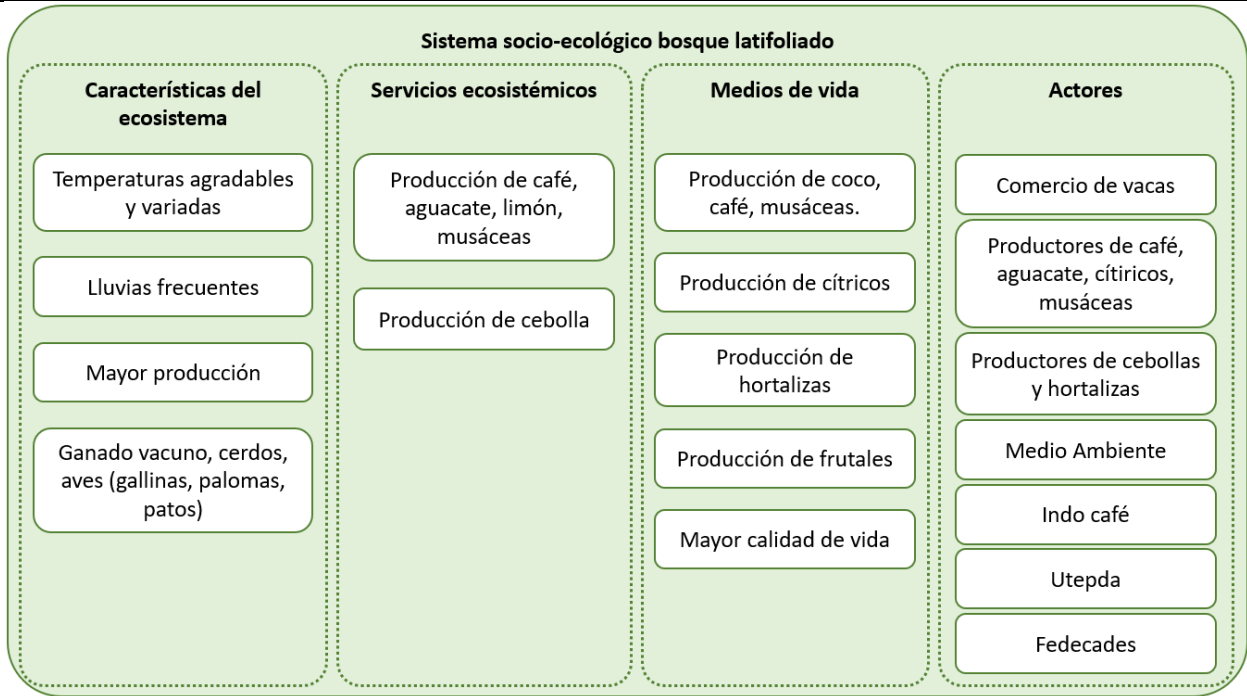 Sistema socio-ecológico bosque latifoliado
Características del
ecosistema
Temperaturas agradables
y variadas
Lluvias frecuentes
Mayor producción
Ganado vacuno, cerdos,
aves (gallinas, palomas,
patos)
Servicios ecosistémicos
Producción de café,
aguacate, limón,
musáceas
Producción de cebolla
Medios de vida
Producción de coco,
café, musáceas.
Producción de cítricos
Producción de
hortalizas
Producción de frutales
Mayor calidad de vida
Actores
Comercio de vacas
Productores de café,
aguacate, cítiricos,
musáceas
Productores de cebollas
y hortalizas
Medio Ambiente
Indo café
Utepda
Fedecades